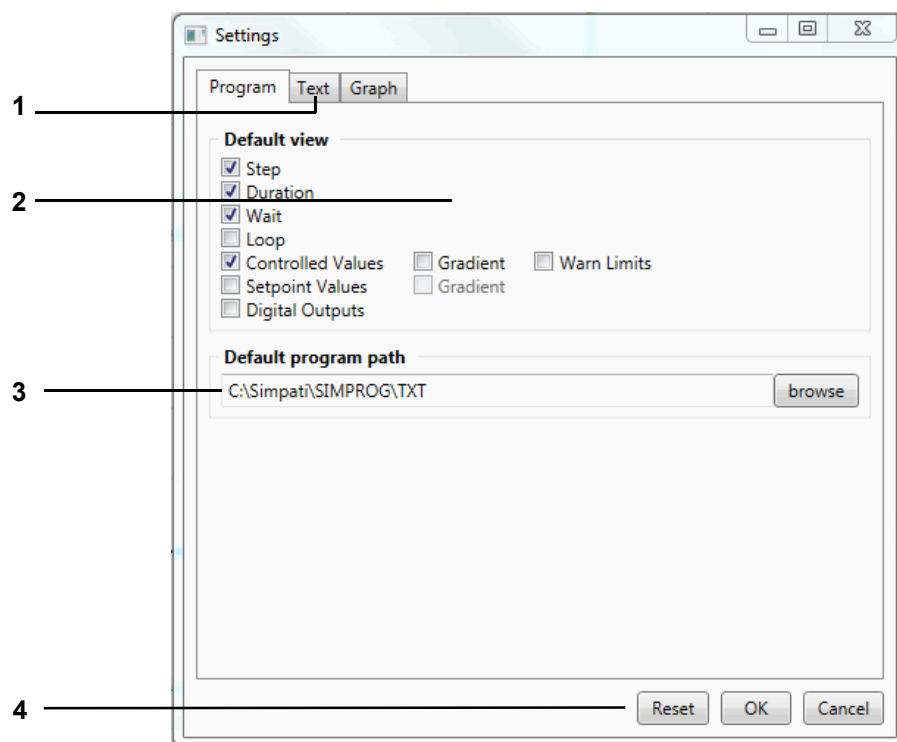 Settings
Program Text Graph
1
Default view
Step
Duration
2
Wait
Loop
Controlled Values Gradient Warn Limits
Setpoint Values Gradient
Digital Outputs
Default program path
3
C:\Simpati\SIMPROG\TXT browse
4
Reset OK Cancel